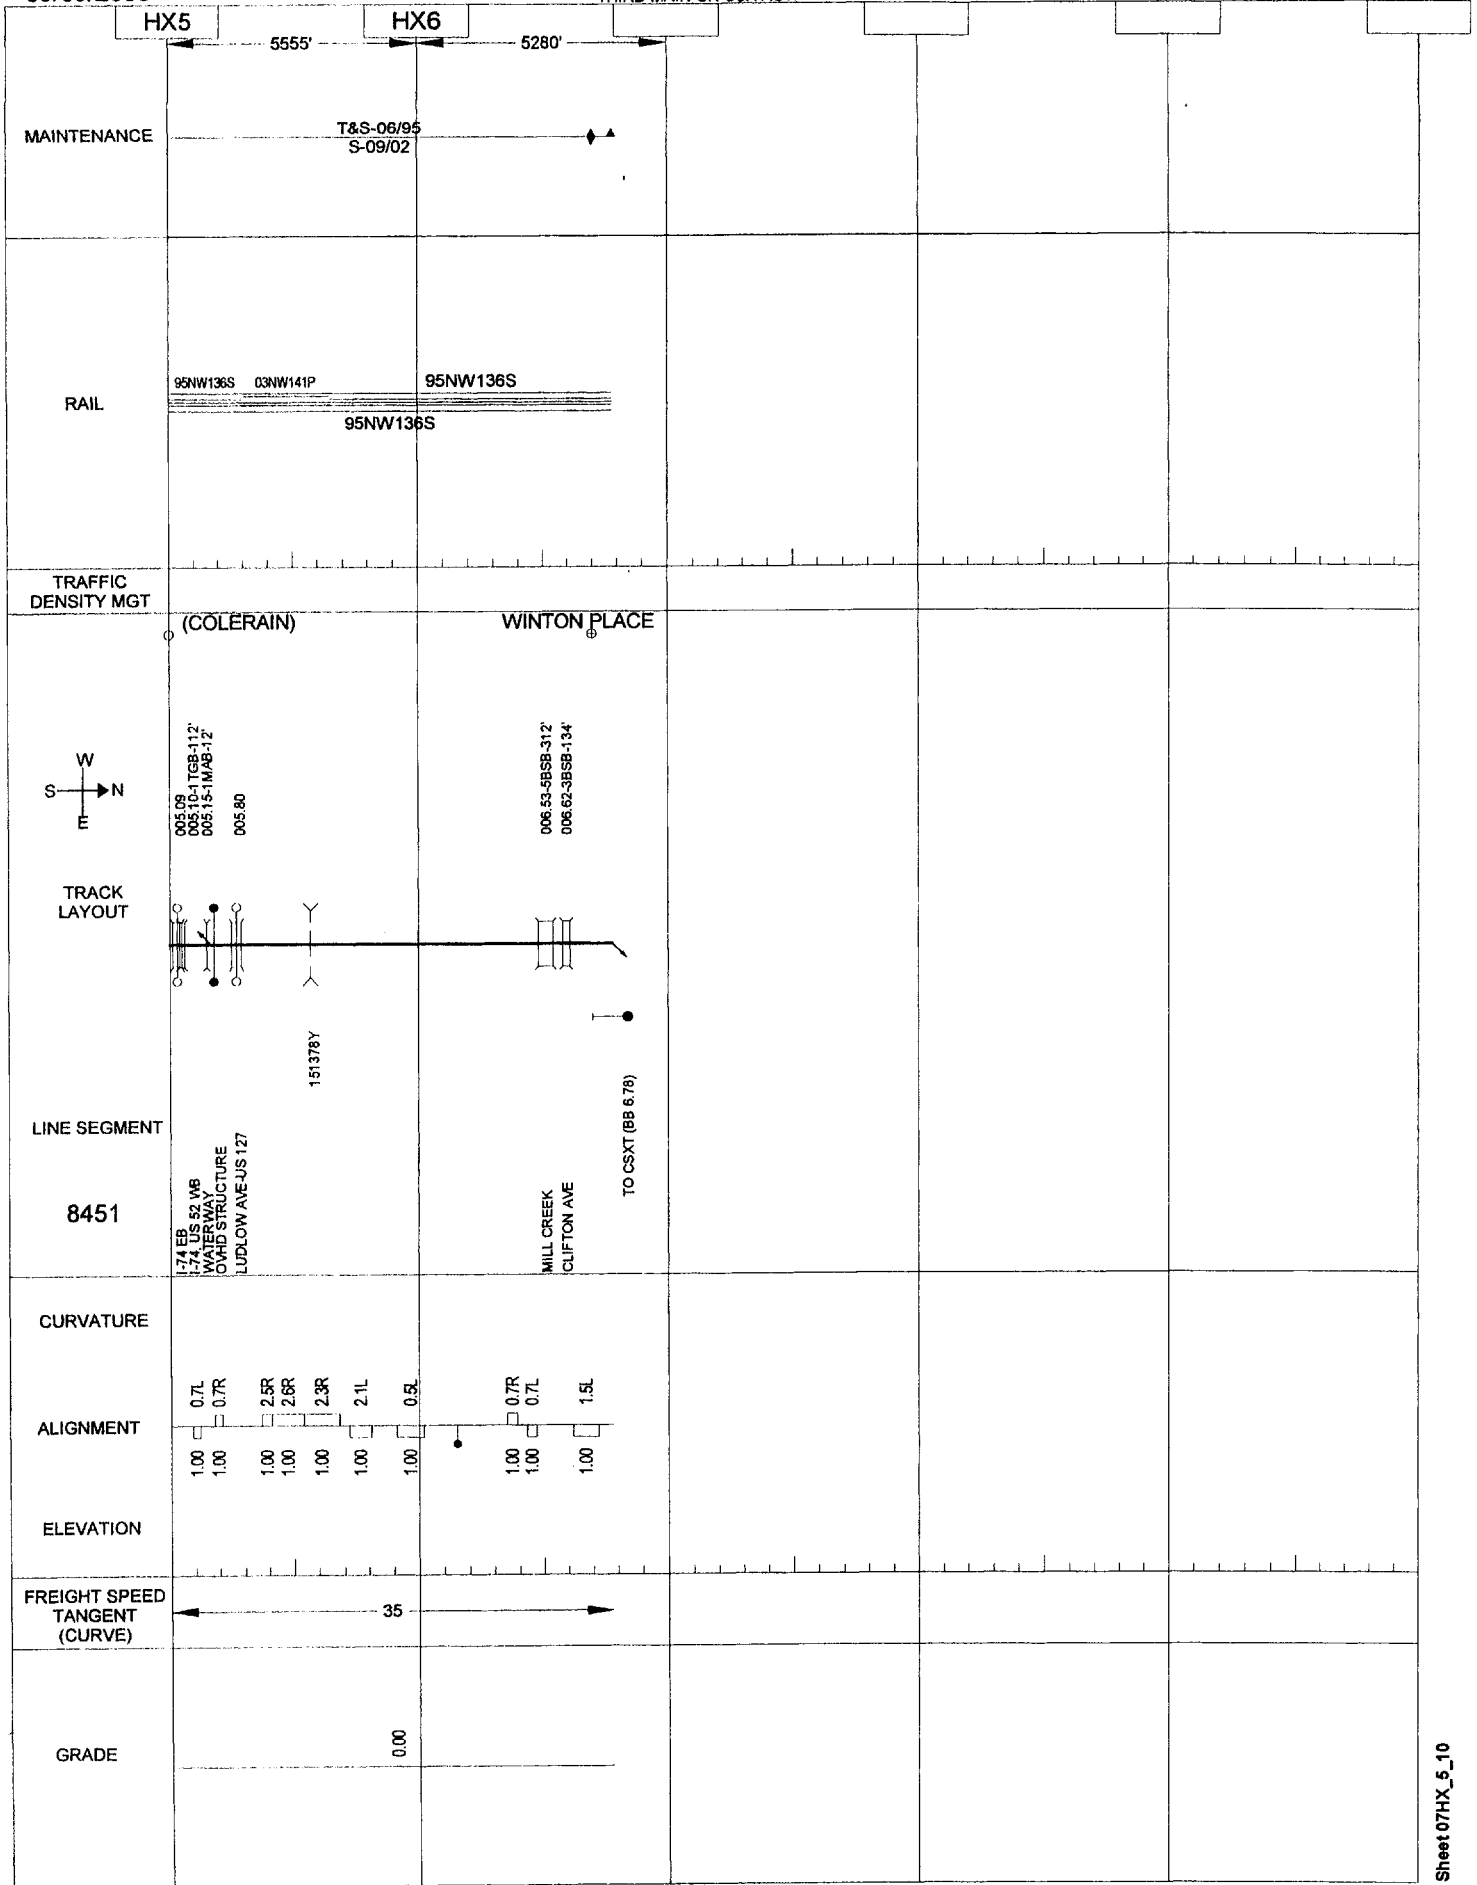 HX5
HX6
5555'
5280'
MAINTENANCE
T&S-06/95
S-09/02
RAIL
95NW136S
03NW141P
95NW136S
95NW136S
TRAFFIC
DENSITY MGT
(COLERAIN)
WINTON PLACE
W
S
N
E
005.09
005.10-1TGB-112'
005.15-1MAB-12'
005.80
006.53-5BSB-312'
006.62-3BSB-134'
TRACK
LAYOUT
151378Y
TO CSXT (BB 6.78)
LINE SEGMENT
8451
I-74 EB
I-74, US 52 WB
WATERWAY
OVHD STRUCTURE
LUDLOW AVE-US 127
MILL CREEK
CLIFTON AVE
CURVATURE
0.7L
0.7R
2.5R
2.6R
2.3R
2.1L
0.5L
0.7R
0.7L
1.5L
ALIGNMENT
1.00
1.00
1.00
1.00
1.00
1.00
1.00
1.00
1.00
1.00
ELEVATION
FREIGHT SPEED
TANGENT
(CURVE)
35
GRADE
0.00
Sheet 07HX_5_10